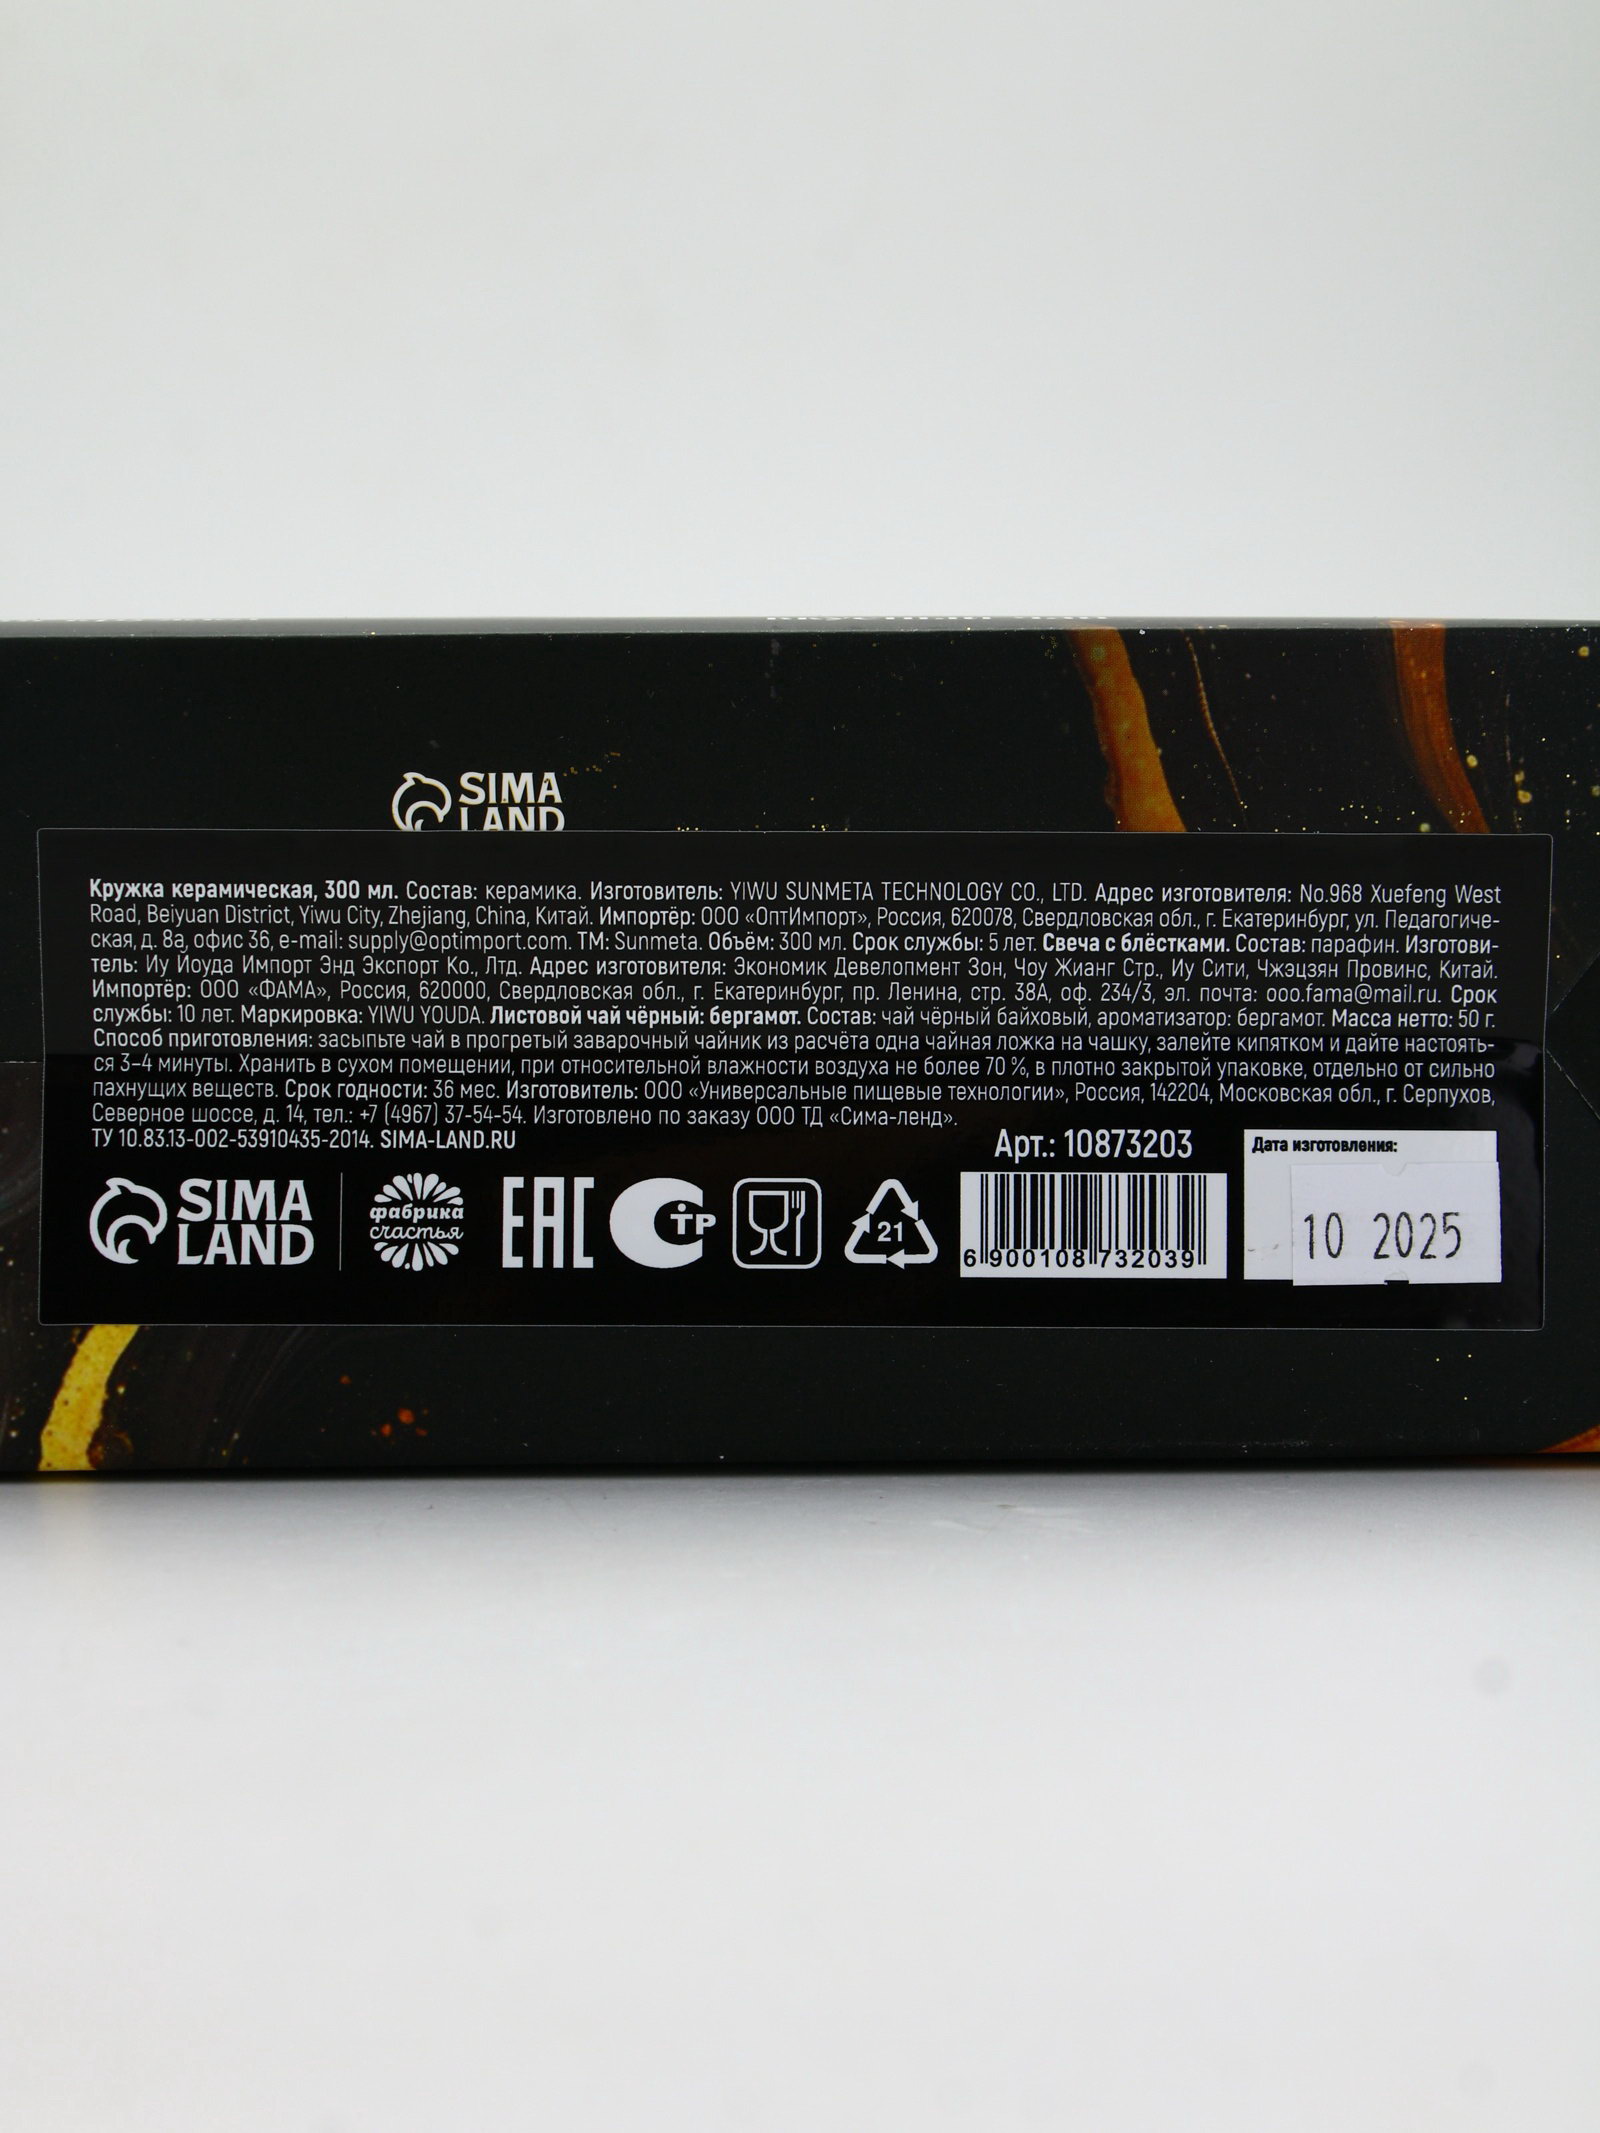 SIMA
LAND
Кружка керамическая, 300 мл. Состав: керамика. Изготовитель: YIWU SUNMETA TECHNOLOGY CO., LTD. Адрес изготовителя: No.968 Xuefeng West
Road, Beiyuan District, Yiwu City, Zhejiang, China, Китай. Импортёр: ООО «ОптИмпорт», Россия, 620078, Свердловская обл., г. Екатеринбург, ул. Педагогиче-
ская, д. 8а, офис 36, e-mail: supply@optimport.com. ТМ: Sunmeta. Объём: 300 мл. Срок службы: 5 лет. Свеча с блёстками. Состав: парафин. Изготови-
тель: Иу Йоуда Импорт Энд Экспорт Ко., Лтд. Адрес изготовителя: Экономик Девелопмент Зон, Чоу Жианг Стр., Иу Сити, Чжэцзян Провинс, Китай.
Импортёр: ООО «ФАМА», Россия, 620000, Свердловская обл., г. Екатеринбург, пр. Ленина, стр. 38А, оф. 234/3, эл. почта: ooo.fama@mail.ru. Срок
службы: 10 лет. Маркировка: YIWU YOUDA. Листовой чай чёрный: бергамот. Состав: чай чёрный байховый, ароматизатор: бергамот. Масса нетто: 50 г.
Способ приготовления: засыпьте чай в прогретый заварочный чайник из расчёта одна чайная ложка на чашку, залейте кипятком и дайте настоять-
ся 3–4 минуты. Хранить в сухом помещении, при относительной влажности воздуха не более 70 %, в плотно закрытой упаковке, отдельно от сильно
пахнущих веществ. Срок годности: 36 мес. Изготовитель: ООО «Универсальные пищевые технологии», Россия, 142204, Московская обл., г. Серпухов,
Северное шоссе, д. 14, тел.: +7 (4967) 37-54-54. Изготовлено по заказу ООО ТД «Сима-ленд».
ТУ 10.83.13-002-53910435-2014. SIMA-LAND.RU
Арт.: 10873203
Дата изготовления:
10 2025
SIMA
LAND
фабрика
счастья
EAC
С ТР
21
6 900108 732039